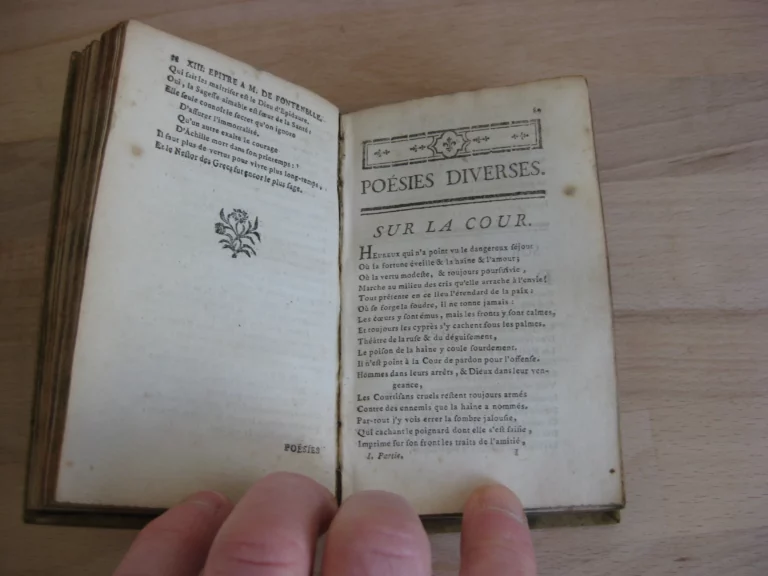 XIII. EPITRE A M. DE FONTENELLE.
Qui sait les maîtriser est le Dieu d'Epidaure.
Oui, la Sagesse aimable est sœur de la Santé;
Elle seule connoît le secret qu'on ignore
D'assurer l'immortalité.
Qu'un autre exalte le courage
D'Achille mort dans son printemps:
Il faut plus de vertus pour vivre plus long-temps,
Et le Nestor des Grecs fut encor le plus sage.
POÉSIES
POÉSIES DIVERSES.
SUR LA COUR.
HEUREUX qui n'a point vu le dangereux séjour
Où la fortune éveille & la haine & l'amour;
Où la vertu modeste, & toujours poursuivie,
Marche au milieu des cris qu'elle arrache à l'envie!
Tout présente en ce lieu l'étendard de la paix:
Où se forge la foudre, il ne tonne jamais:
Les cœurs y sont émus, mais les fronts y sont calmes,
Et toujours les cyprès s'y cachent sous les palmes.
Théâtre de la ruse & du déguisement,
Le poison de la haine y coule sourdement.
Il n'est point à la Cour de pardon pour l'offense.
Hommes dans leurs arrêts, & Dieux dans leur ven-
geance,
Les Courtisans cruels restent toujours armés
Contre des ennemis que la haine a nommés.
Par-tout j'y vois errer la sombre jalousie,
Qui cachant le poignard dont elle s'est saisie,
Imprime sur son front les traits de l'amitié,
I. Partie. I